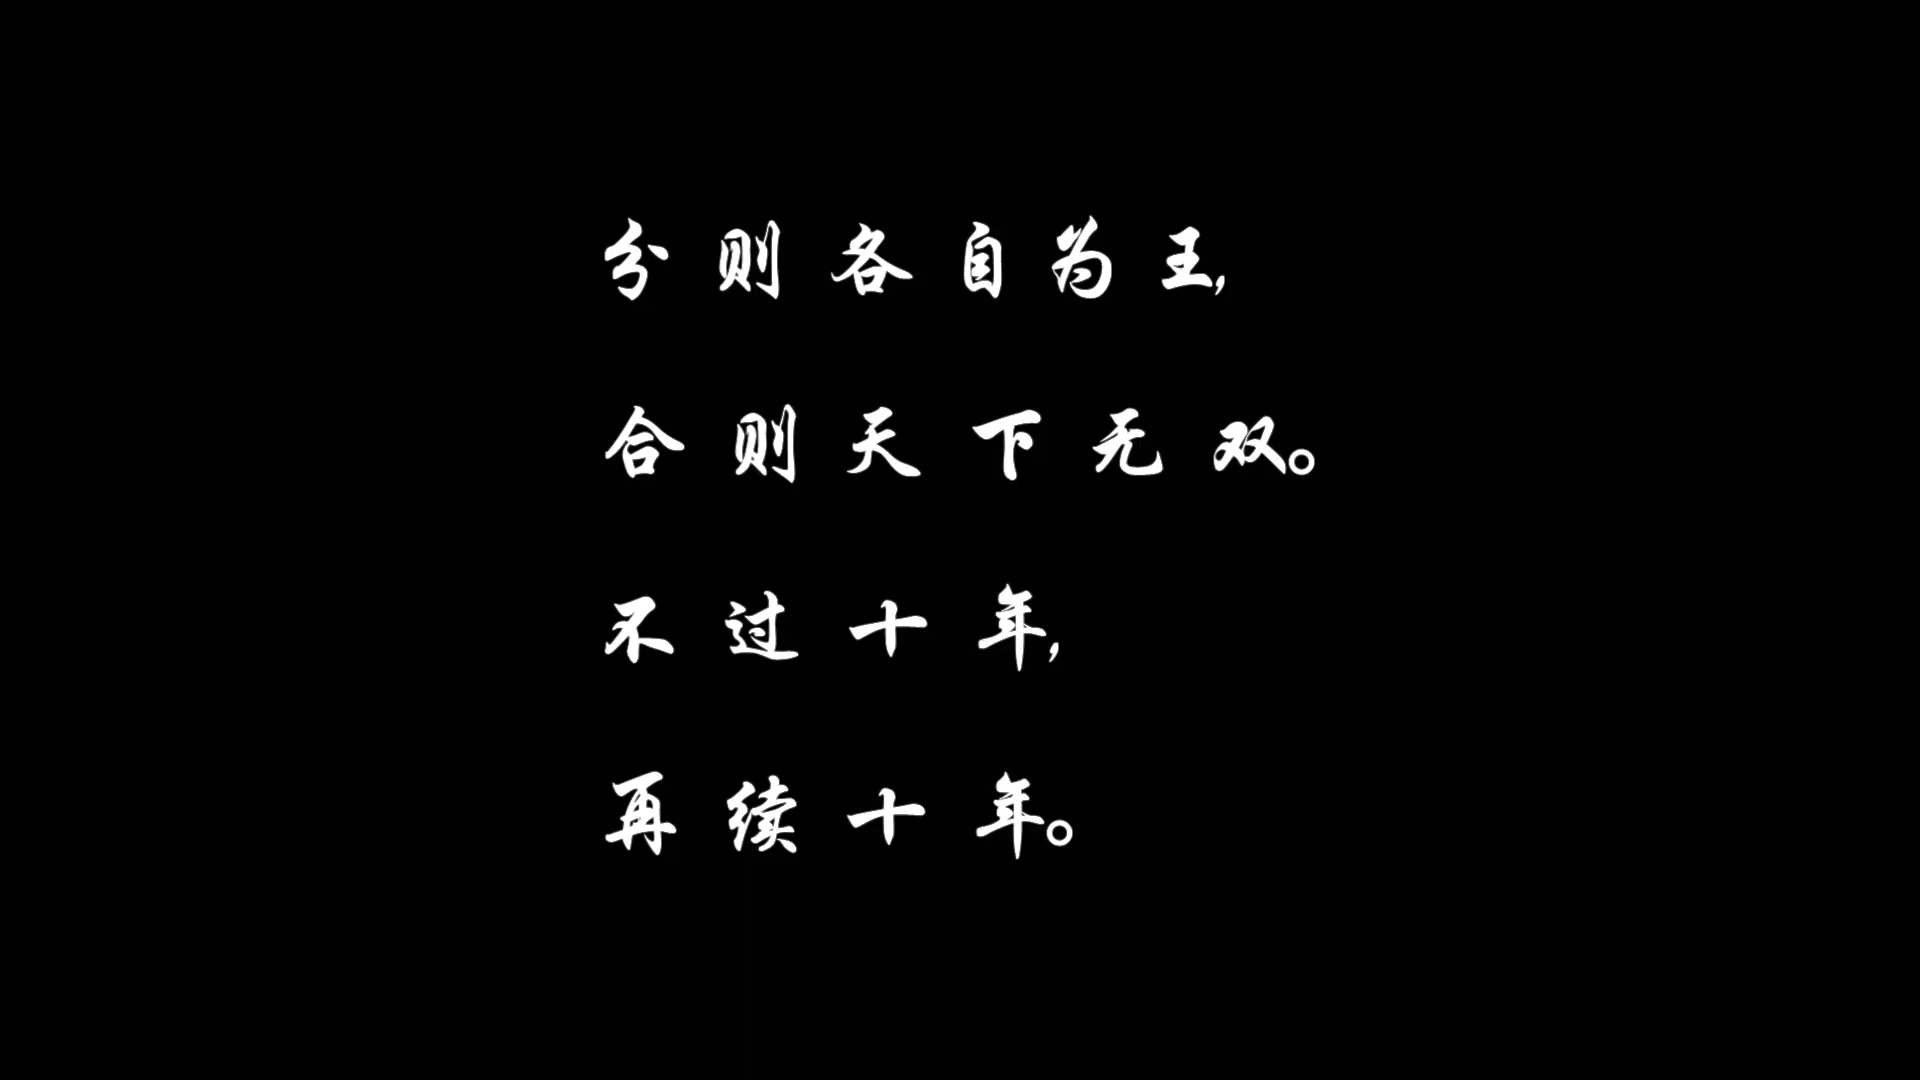 分则各自为王,
合则天下无双。
不过十年,
再续十年。